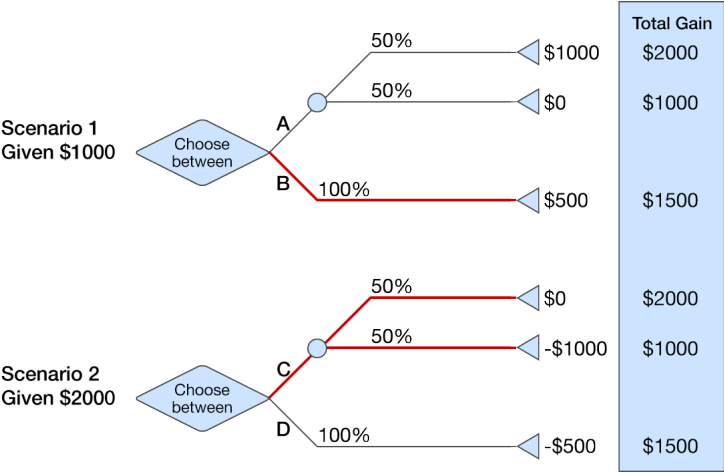 Total Gain
50%
$1000
$2000
50%
$0
$1000
A
Scenario 1
Given $1000
Choose
between
B
100%
$500
$1500
50%
$0
$2000
50%
-$1000
$1000
C
Scenario 2
Given $2000
Choose
between
D
100%
-$500
$1500